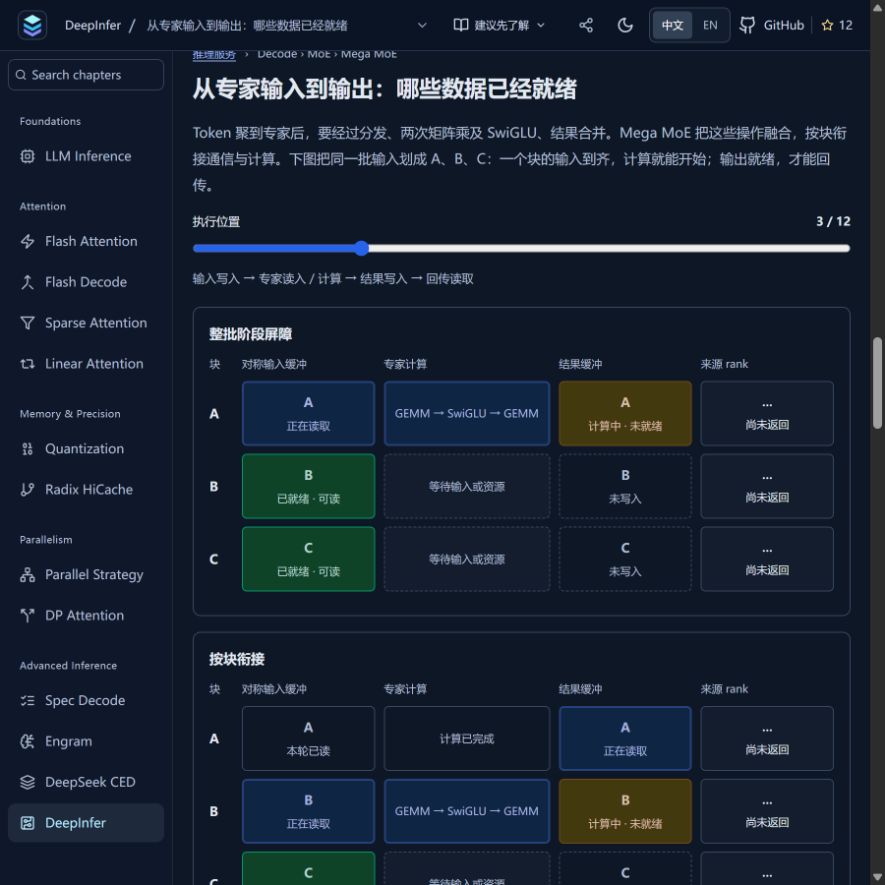 DeepInfer / 从专家输入到输出：哪些数据已经就绪
建议先了解
中文 EN
GitHub
12
Search chapters
Foundations
LLM Inference
Attention
Flash Attention
Flash Decode
Sparse Attention
Linear Attention
Memory & Precision
Quantization
Radix HiCache
Parallelism
Parallel Strategy
DP Attention
Advanced Inference
Spec Decode
Engram
DeepSeek CED
DeepInfer
推理服务 › Decode › MoE › Mega MoE
从专家输入到输出：哪些数据已经就绪
Token 聚到专家后，要经过分发、两次矩阵乘及 SwiGLU、结果合并。Mega MoE 把这些操作融合，按块衔
接通信与计算。下图把同一批输入划成 A、B、C：一个块的输入到齐，计算就能开始；输出就绪，才能回
传。
执行位置 3 / 12
输入写入 → 专家读入 / 计算 → 结果写入 → 回传读取
整批阶段屏障
块 对称输入缓冲 专家计算 结果缓冲 来源 rank
A
A
正在读取
GEMM → SwiGLU → GEMM
A
计算中 · 未就绪
...
尚未返回
B
B
已就绪 · 可读
等待输入或资源
B
未写入
...
尚未返回
C
C
已就绪 · 可读
等待输入或资源
C
未写入
...
尚未返回
按块衔接
块 对称输入缓冲 专家计算 结果缓冲 来源 rank
A
A
本轮已读
计算已完成
A
正在读取
...
尚未返回
B
B
正在读取
GEMM → SwiGLU → GEMM
B
计算中 · 未就绪
...
尚未返回
C
C
等待输入或资源
C
...